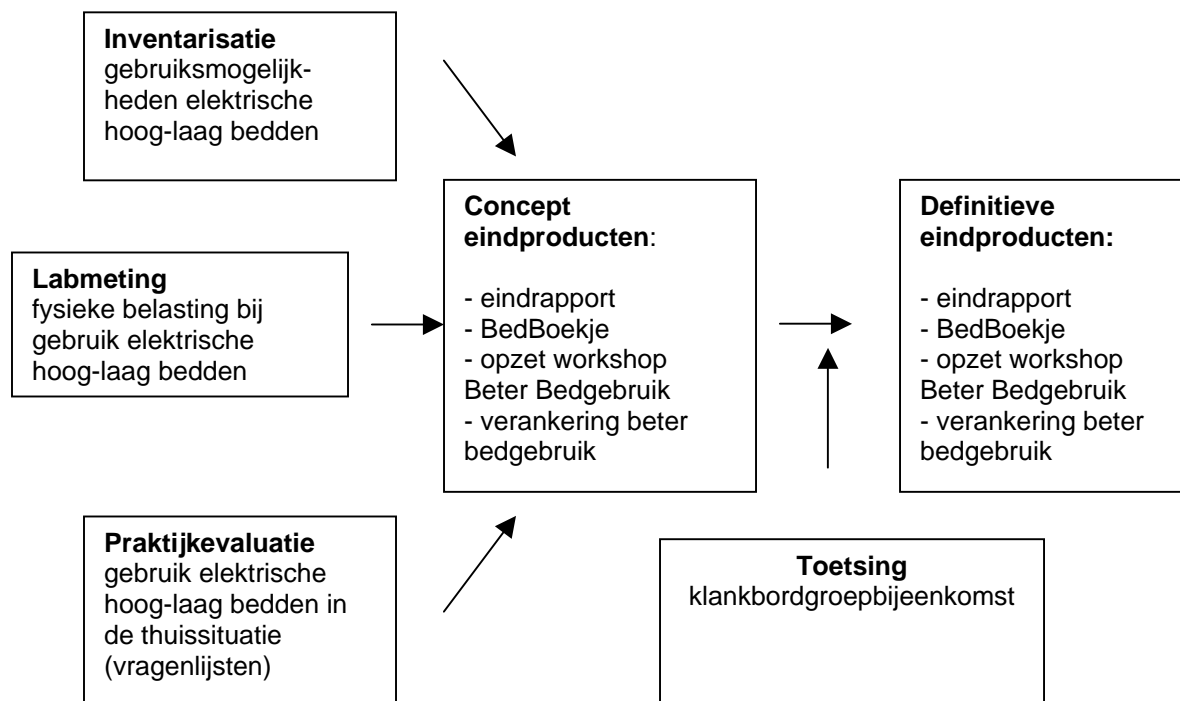 Inventarisatie
gebruiksmogelijk-
heden elektrische
hoog-laag bedden
Labmeting
fysieke belasting bij
gebruik elektrische
hoog-laag bedden
Praktijkevaluatie
gebruik elektrische
hoog-laag bedden in
de thuissituatie
(vragenlijsten)
Concept
eindproducten:
- eindrapport
- BedBoekje
- opzet workshop
Beter Bedgebruik
- verankering beter
bedgebruik
Toetsing
klankbordgroepbijeenkomst
Definitieve
eindproducten:
- eindrapport
- BedBoekje
- opzet workshop
Beter Bedgebruik
- verankering beter
bedgebruik